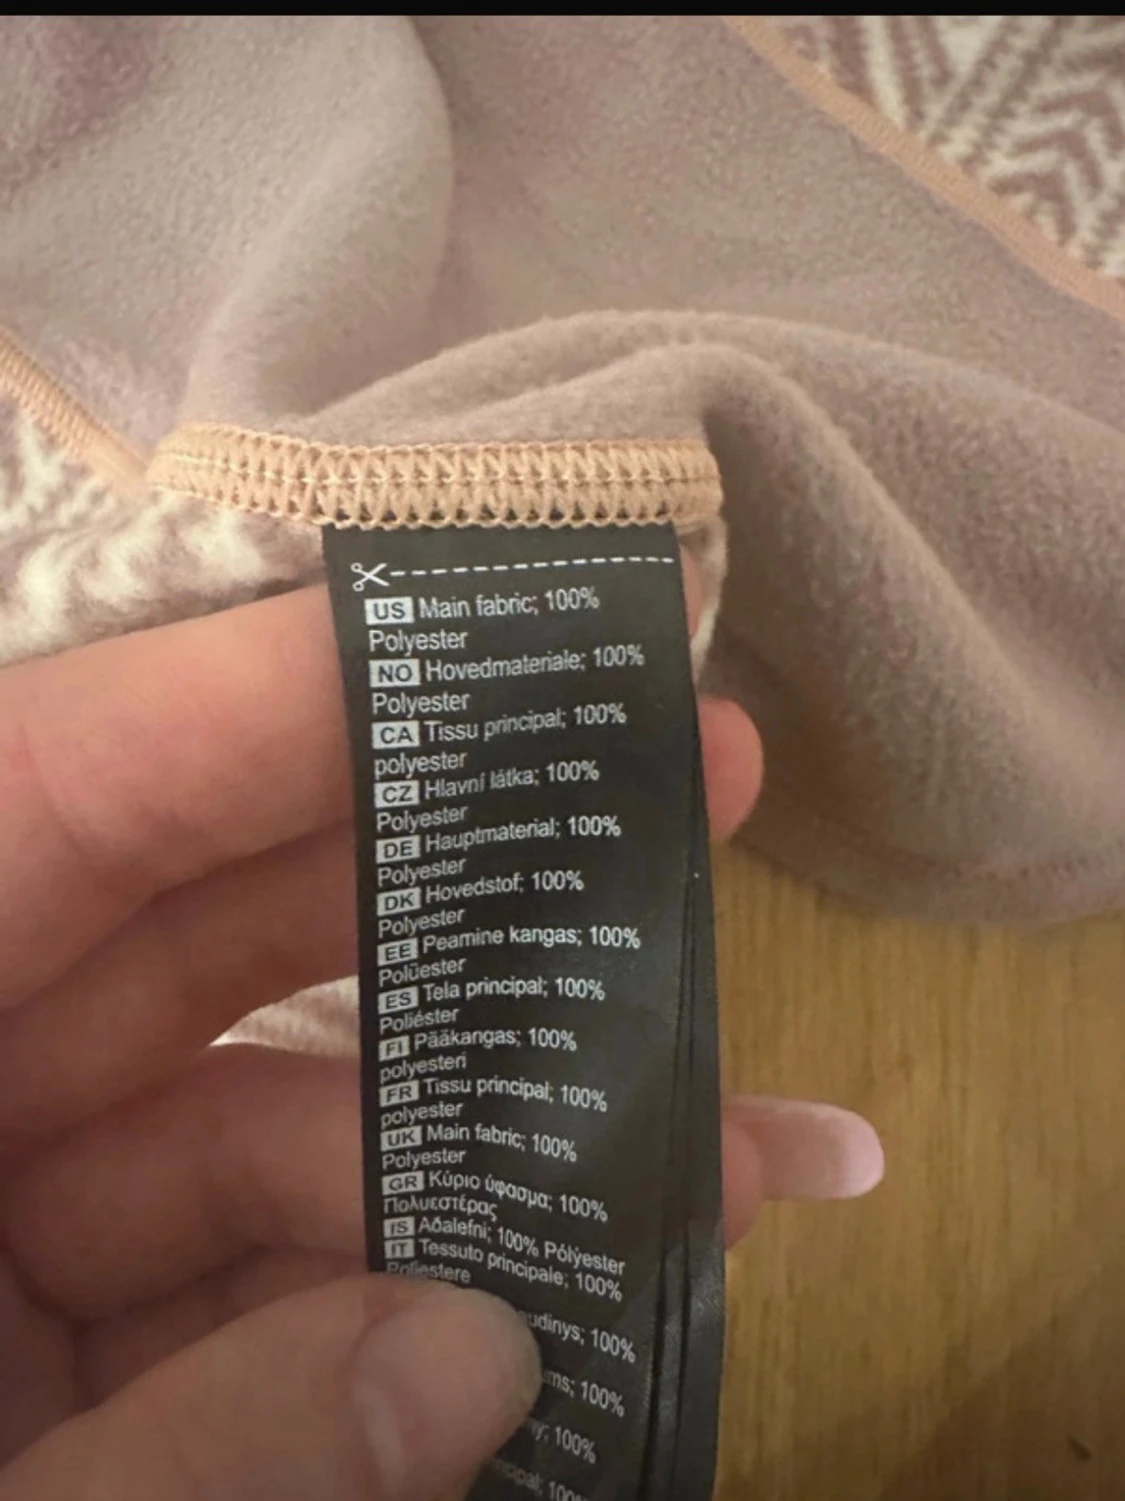 US Main fabric; 100%
Polyester
NO Hovedmateriale; 100%
Polyester
CA Tissu principal; 100%
polyester
CZ Hlavní látka; 100%
Polyester
DE Hauptmaterial; 100%
Polyester
DK Hovedstof; 100%
Polyester
EE Peamine kangas; 100%
Polüester
ES Tela principal; 100%
Poliéster
FI Pääkangas; 100%
polyesteri
FR Tissu principal; 100%
polyester
UK Main fabric; 100%
Polyester
GR Κύριο ύφασμα; 100%
Πολυεστέρας
IS Aðalefni; 100% Pólýester
IT Tessuto principale; 100%
Poliestere
100%
100%
100%